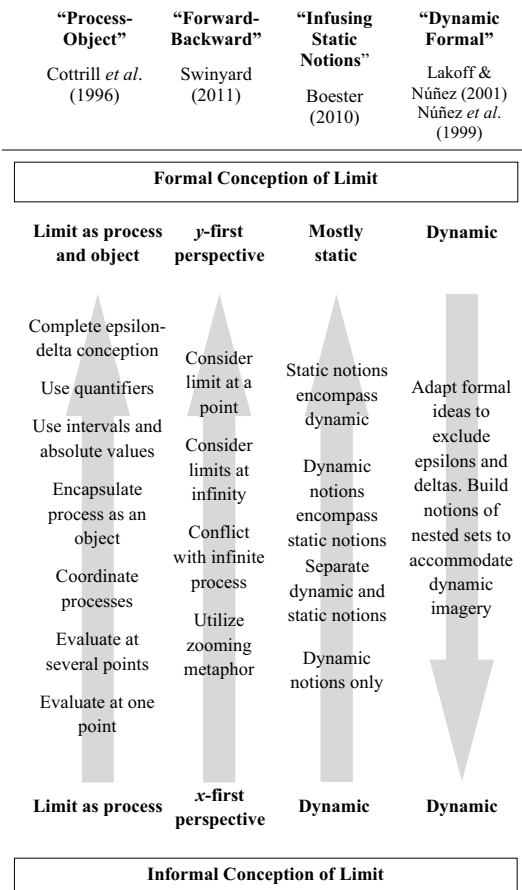 “Process-
Object”
Cottrill et al.
(1996)
“Forward-
Backward”
Swinyard
(2011)
“Infusing
Static
Notions”
Boester
(2010)
“Dynamic
Formal”
Lakoff &
Núñez (2001)
Núñez et al.
(1999)
Formal Conception of Limit
Limit as process
and object
y-first
perspective
Mostly
static
Dynamic
Complete epsilon-
delta conception
Use quantifiers
Use intervals and
absolute values
Encapsulate
process as an
object
Coordinate
processes
Evaluate at
several points
Evaluate at one
point
Consider
limit at a
point
Consider
limits at
infinity
Conflict
with infinite
process
Utilize
zooming
metaphor
Static notions
encompass
dynamic
Dynamic
notions
encompass
static notions
Separate
dynamic and
static notions
Dynamic
notions only
Adapt formal
ideas to
exclude
epsilons and
deltas. Build
notions of
nested sets to
accommodate
dynamic
imagery
Limit as process
x-first
perspective
Dynamic
Dynamic
Informal Conception of Limit